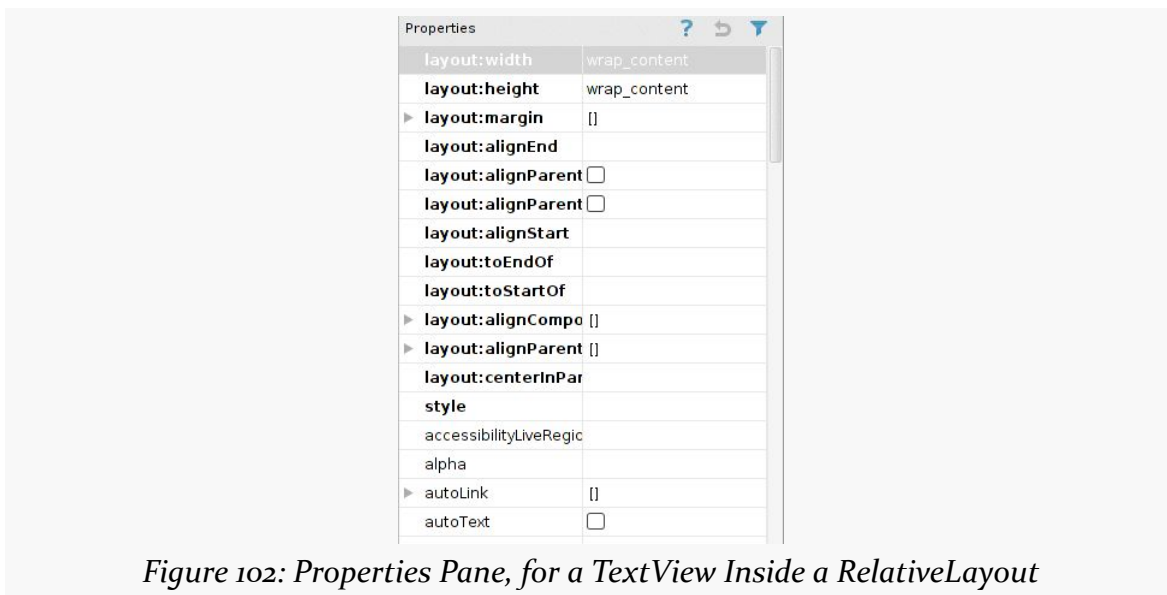 Properties ?
layout:width wrap_content
layout:height wrap_content
layout:margin []
layout:alignEnd
layout:alignParent
layout:alignParent
layout:alignStart
layout:toEndOf
layout:toStartOf
layout:alignCompo []
layout:alignParent []
layout:centerInPar
style
accessibilityLiveRegic
alpha
autoLink []
autoText
Figure 102: Properties Pane, for a TextView Inside a RelativeLayout